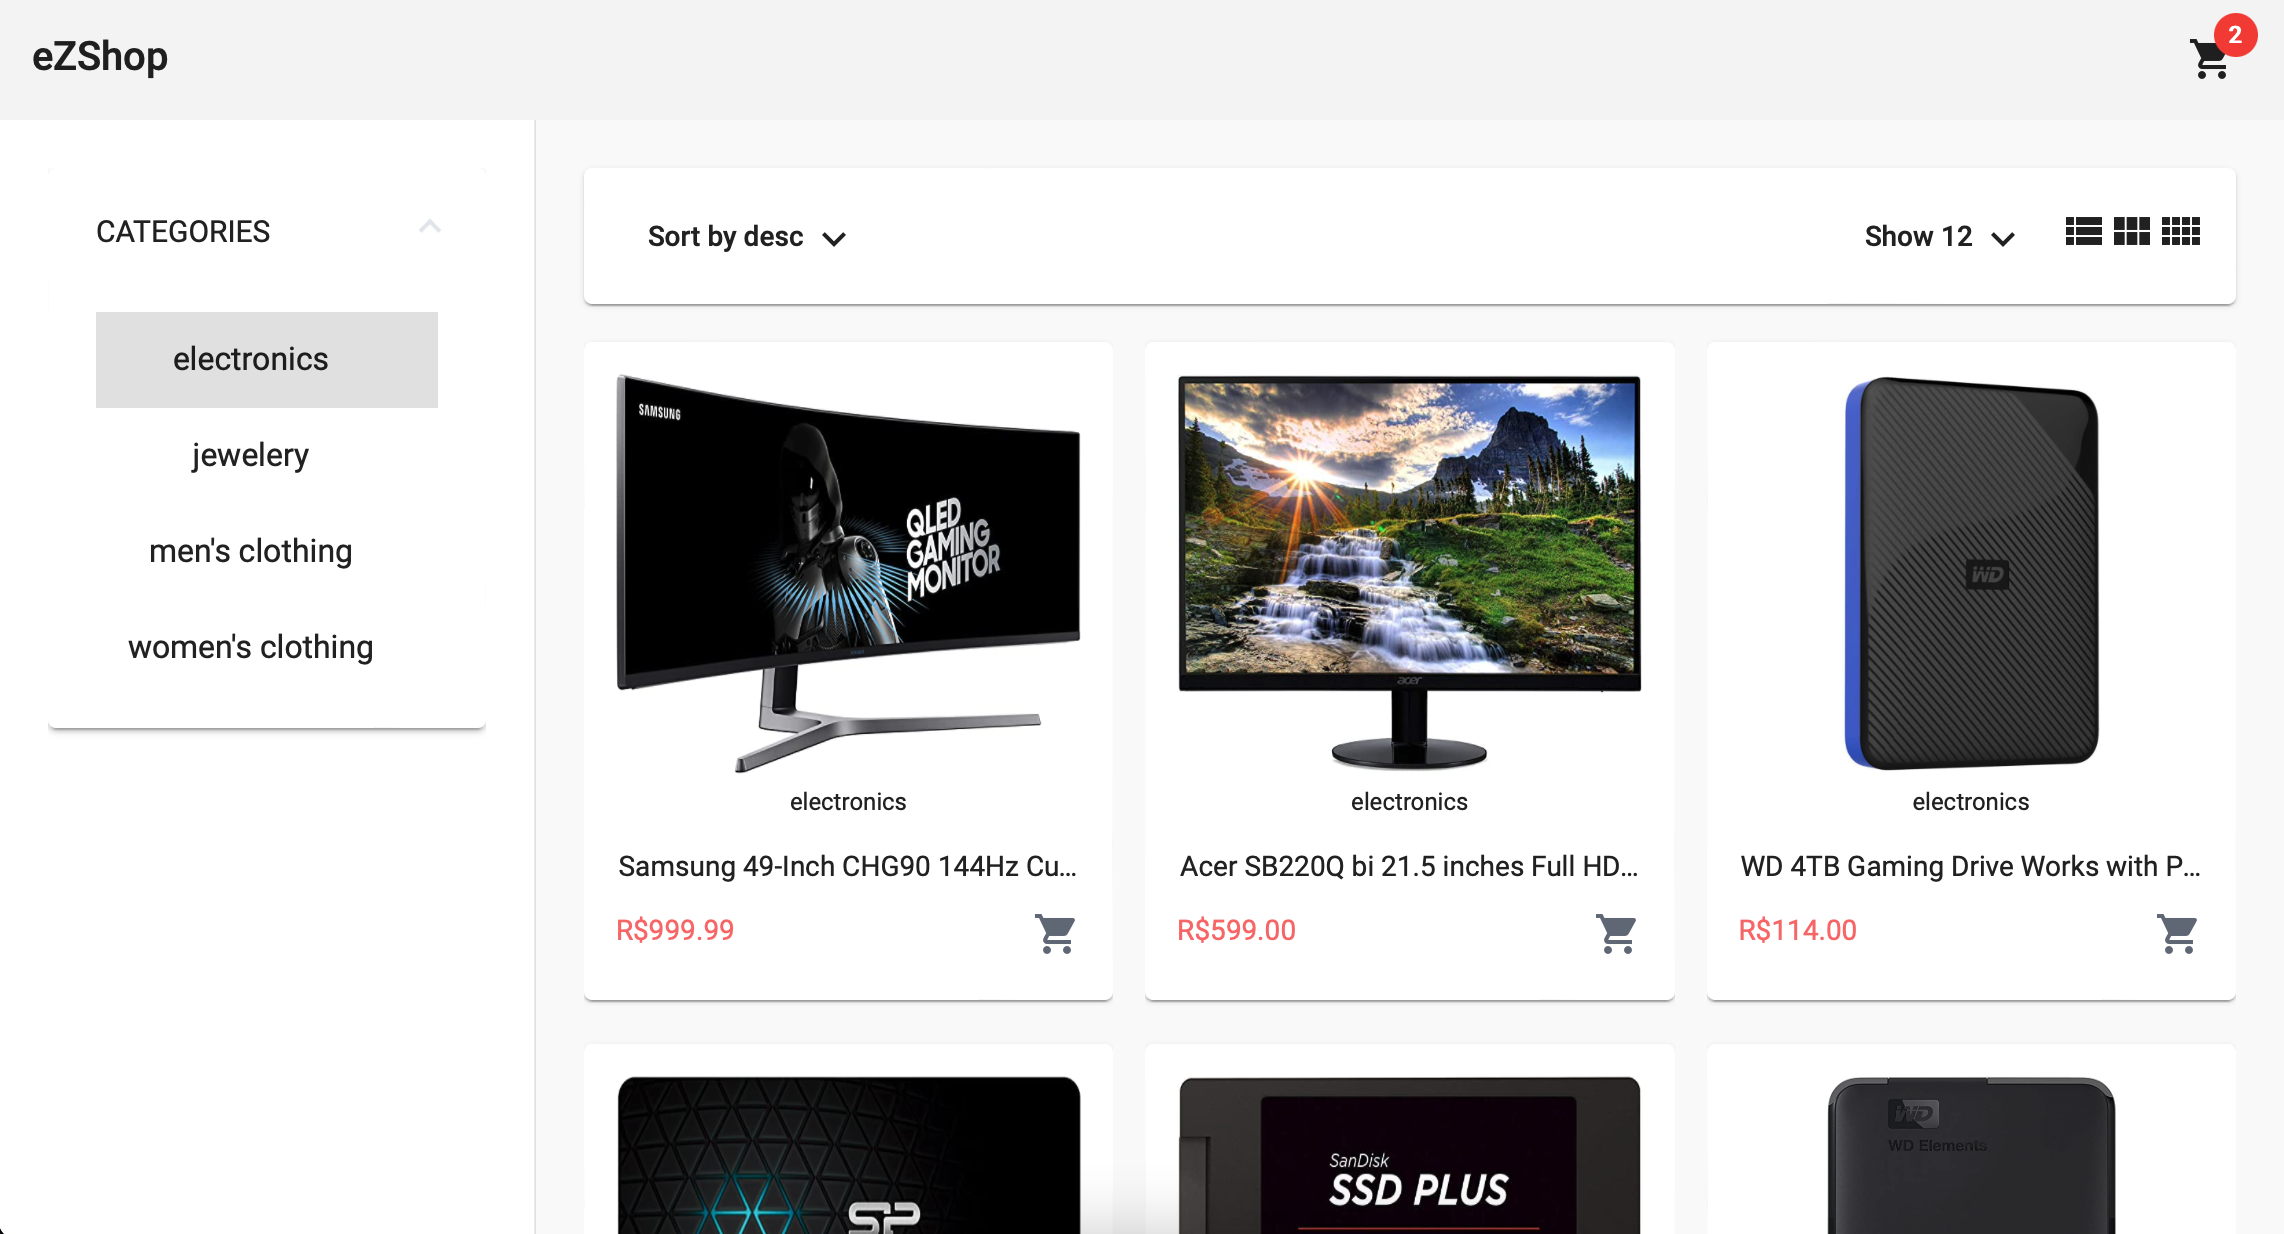 eZShop
2
CATEGORIES
electronics
jewelery
men's clothing
women's clothing
Sort by desc
Show 12
SAMSUNG
QLED
GAMING
MONITOR
electronics
Samsung 49-Inch CHG90 144Hz Cu...
R$999.99
acer
electronics
Acer SB220Q bi 21.5 inches Full HD...
R$599.00
WD
electronics
WD 4TB Gaming Drive Works with P...
R$114.00
SP
SanDisk
SSD PLUS
WD
WD Elements